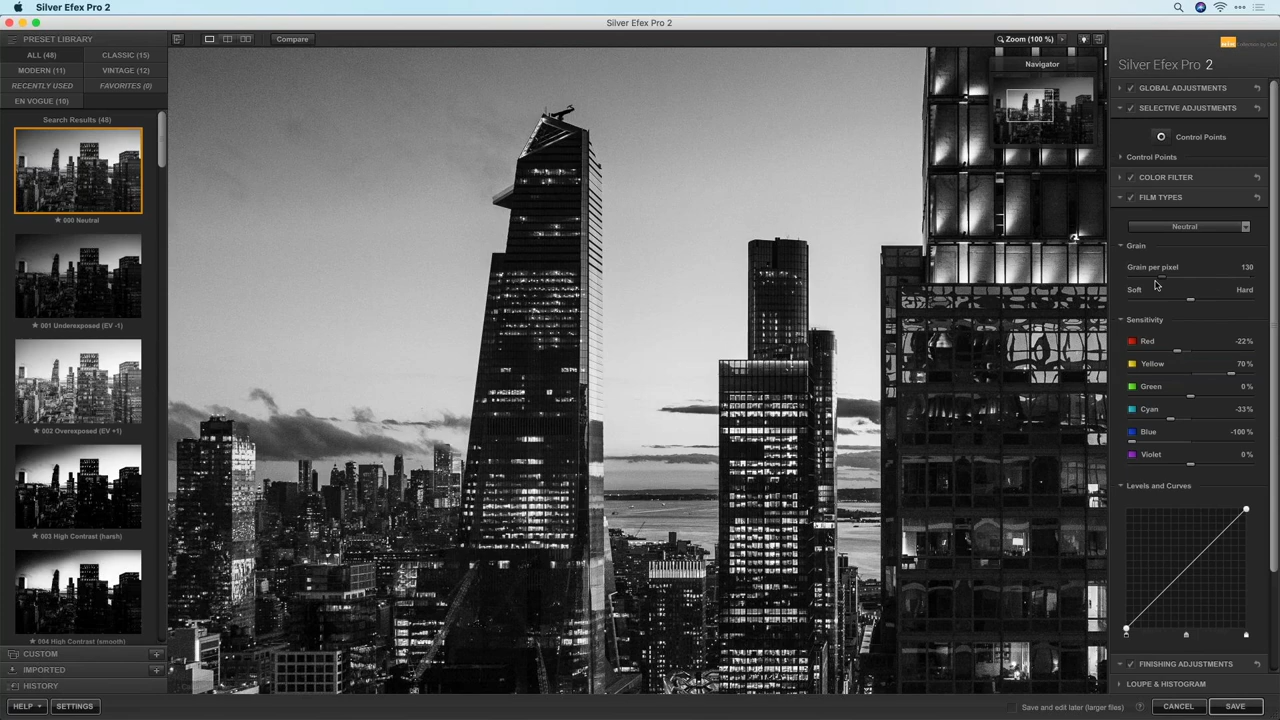 Silver Efex Pro 2
Silver Efex Pro 2
PRESET LIBRARY
ALL (48)
CLASSIC (15)
MODERN (11)
VINTAGE (12)
RECENTLY USED
FAVORITES (0)
EN VOGUE (10)
Search Results (48)
★ 000 Neutral
★ 001 Underexposed (EV -1)
★ 002 Overexposed (EV +1)
★ 003 High Contrast (harsh)
★ 004 High Contrast (smooth)
CUSTOM
IMPORTED
HISTORY
HELP
SETTINGS
Compare
Zoom (100 %)
Navigator
Silver Efex Pro 2
GLOBAL ADJUSTMENTS
SELECTIVE ADJUSTMENTS
Control Points
Control Points
COLOR FILTER
FILM TYPES
Neutral
Grain
Grain per pixel 130
Soft Hard
Sensitivity
Red -22 %
Yellow 70 %
Green 0 %
Cyan -33 %
Blue -100 %
Violet 0 %
Levels and Curves
FINISHING ADJUSTMENTS
LOUPE & HISTOGRAM
Save and edit later (larger files)
?
CANCEL
SAVE